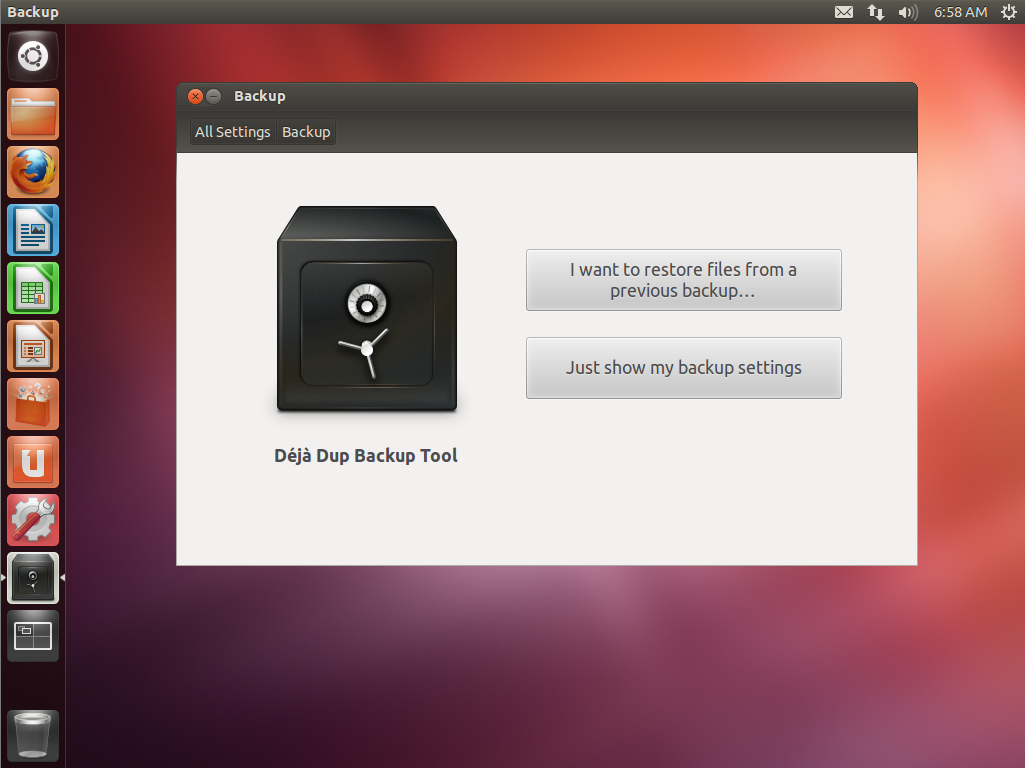 Backup
6:58 AM
Backup
All Settings
Backup
I want to restore files from a
previous backup…
Just show my backup settings
Déjà Dup Backup Tool